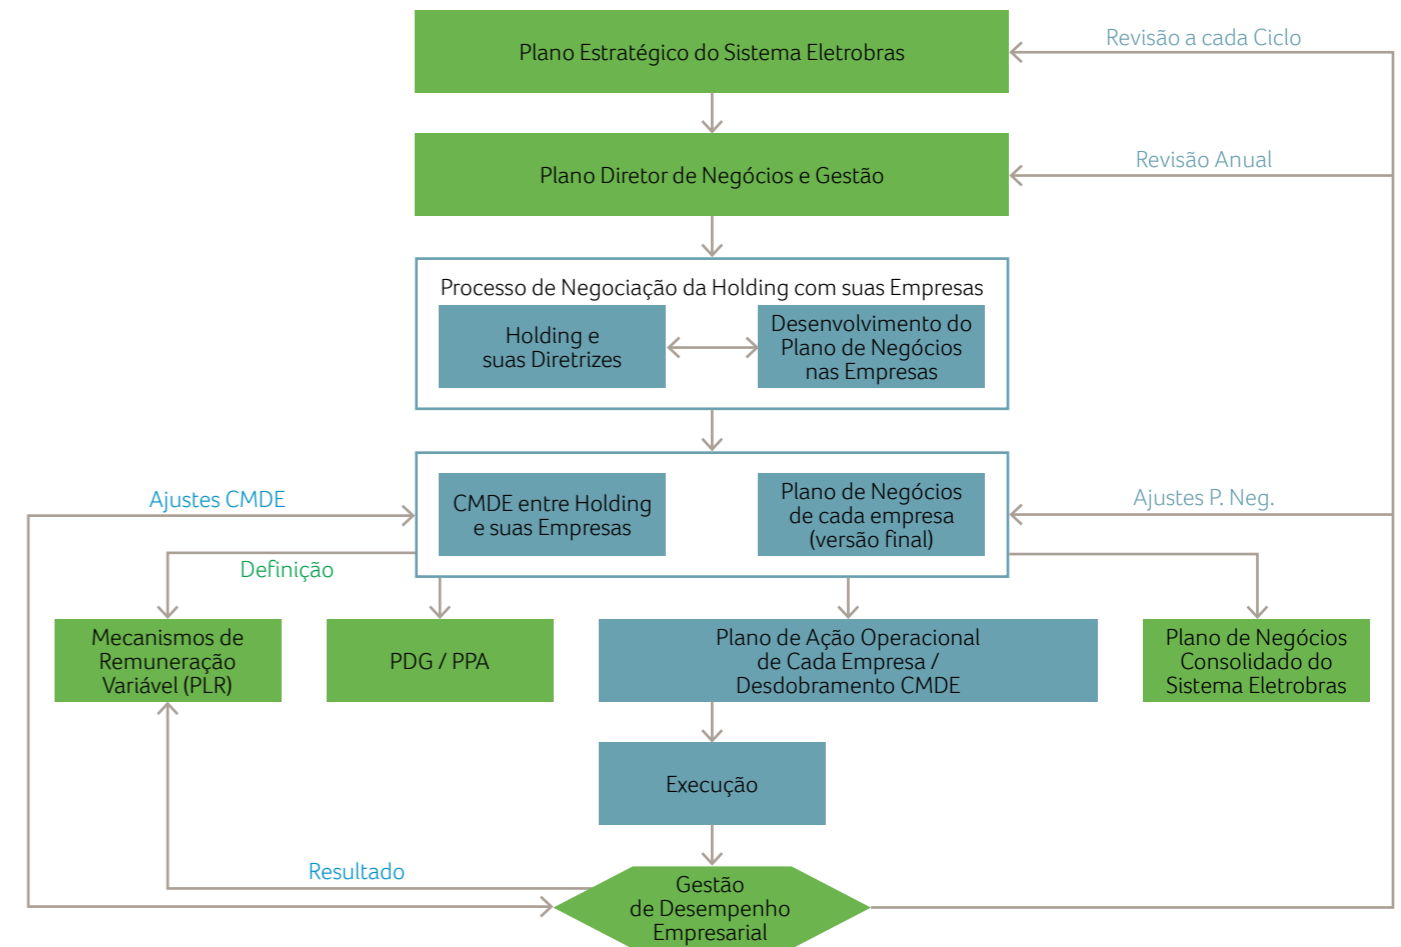 Plano Estratégico do Sistema Eletrobras
Revisão a cada Ciclo
Plano Diretor de Negócios e Gestão
Revisão Anual
Processo de Negociação da Holding com suas Empresas
Holding e
suas Diretrizes
Desenvolvimento do
Plano de Negócios
nas Empresas
Ajustes CMDE
CMDE entre Holding
e suas Empresas
Plano de Negócios
de cada empresa
(versão final)
Ajustes P. Neg.
Definição
Mecanismos de
Remuneração
Variável (PLR)
PDG / PPA
Plano de Ação Operacional
de Cada Empresa /
Desdobramento CMDE
Plano de Negócios
Consolidado do
Sistema Eletrobras
Execução
Resultado
Gestão
de Desempenho
Empresarial